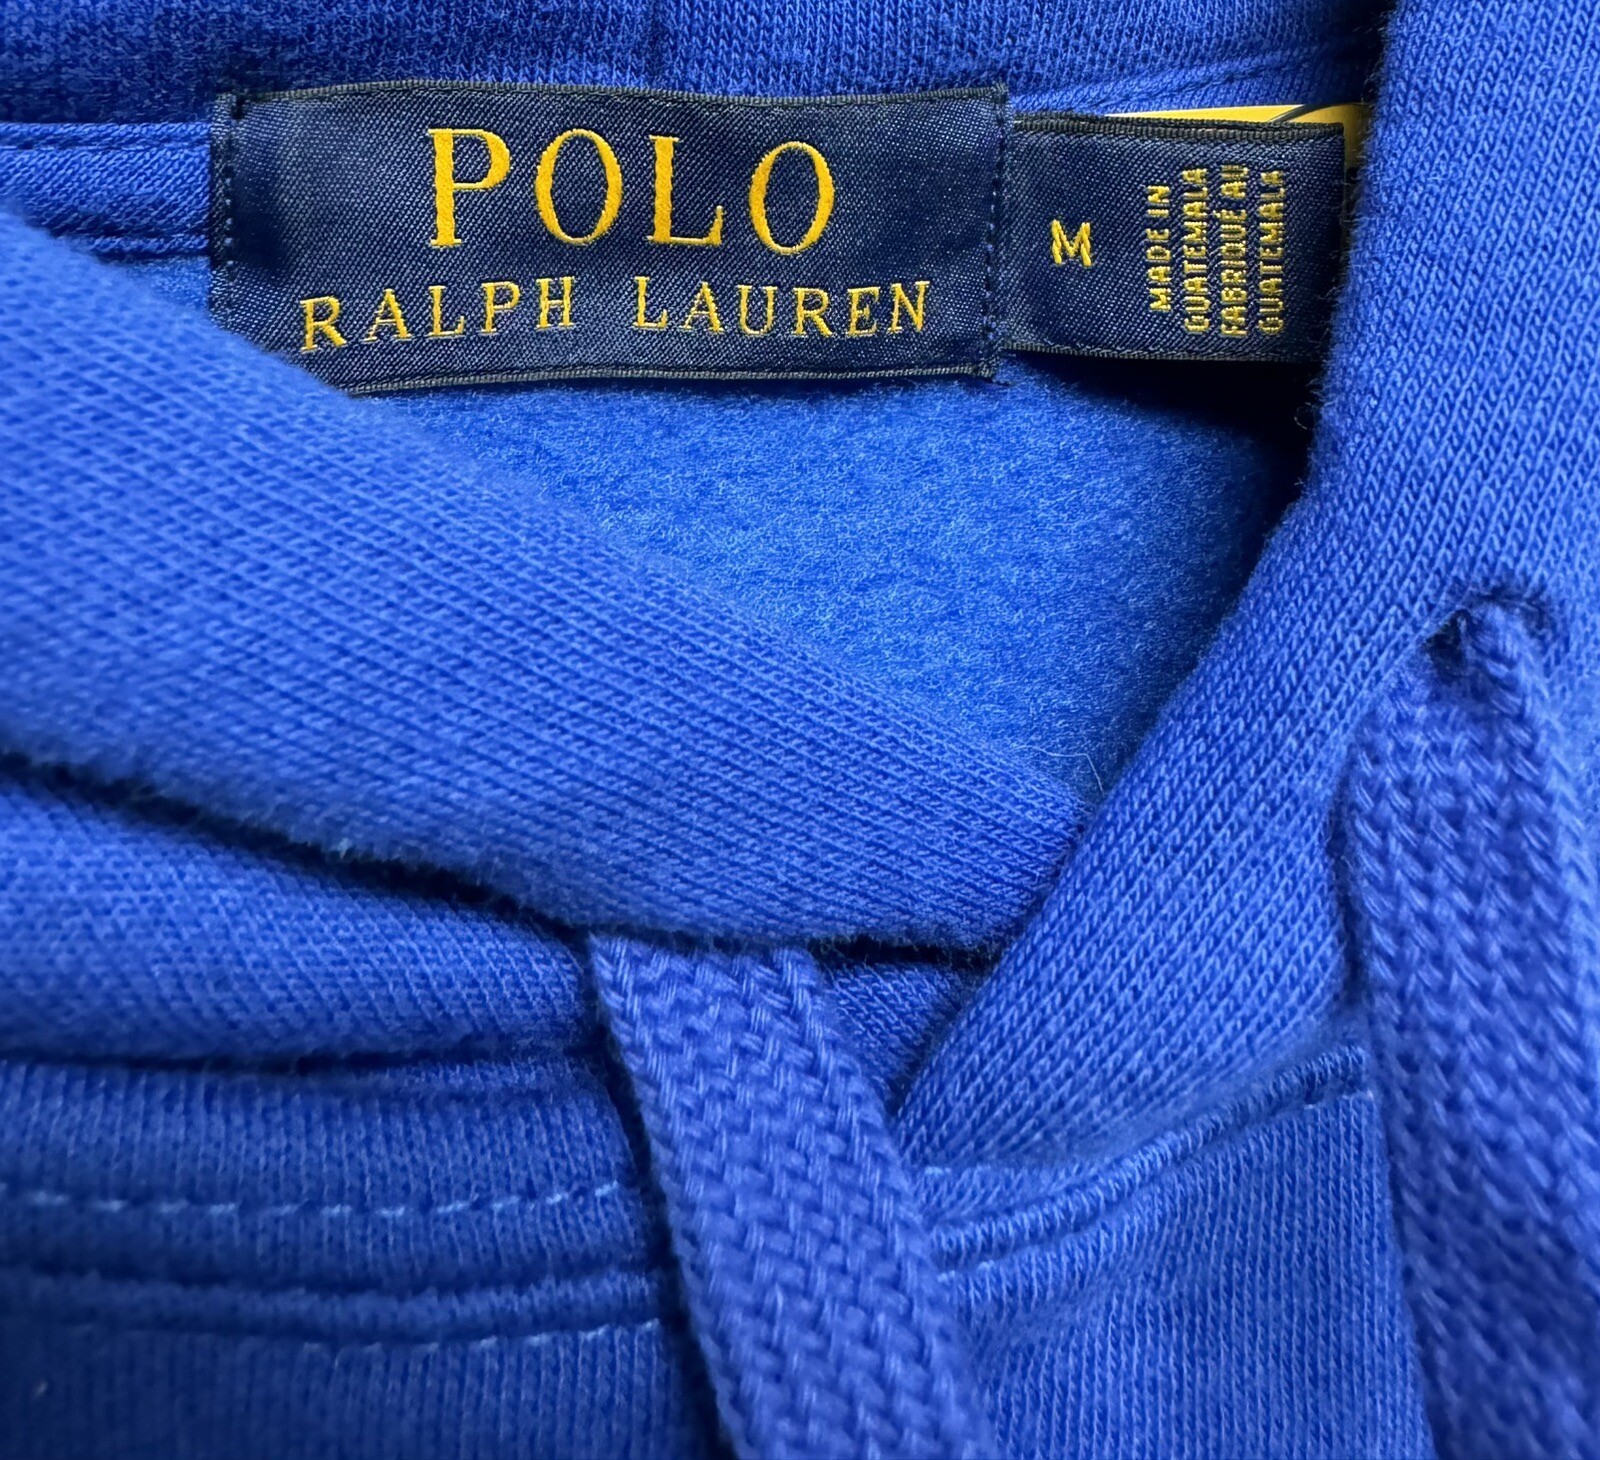 POLO
RALPH LAUREN
M
MADE IN
GUATEMALA
FABRIQUÉ AU
GUATEMALA